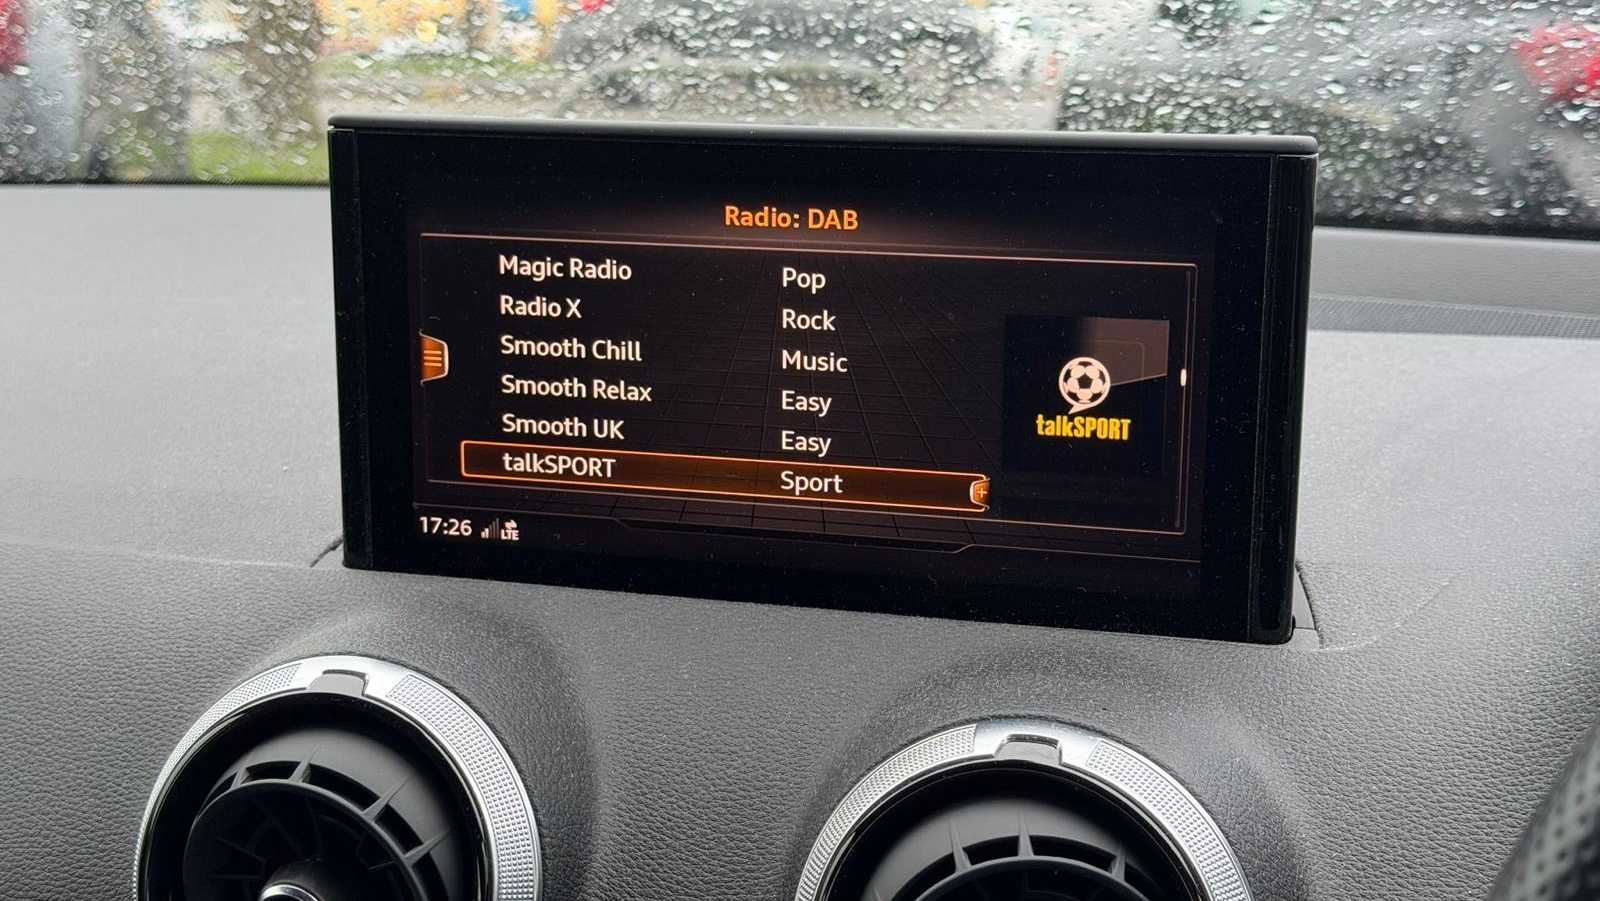 Radio: DAB
Magic Radio Pop
Radio X Rock
Smooth Chill Music
Smooth Relax Easy
Smooth UK Easy
talkSPORT Sport
talkSPORT
17:26 LTE